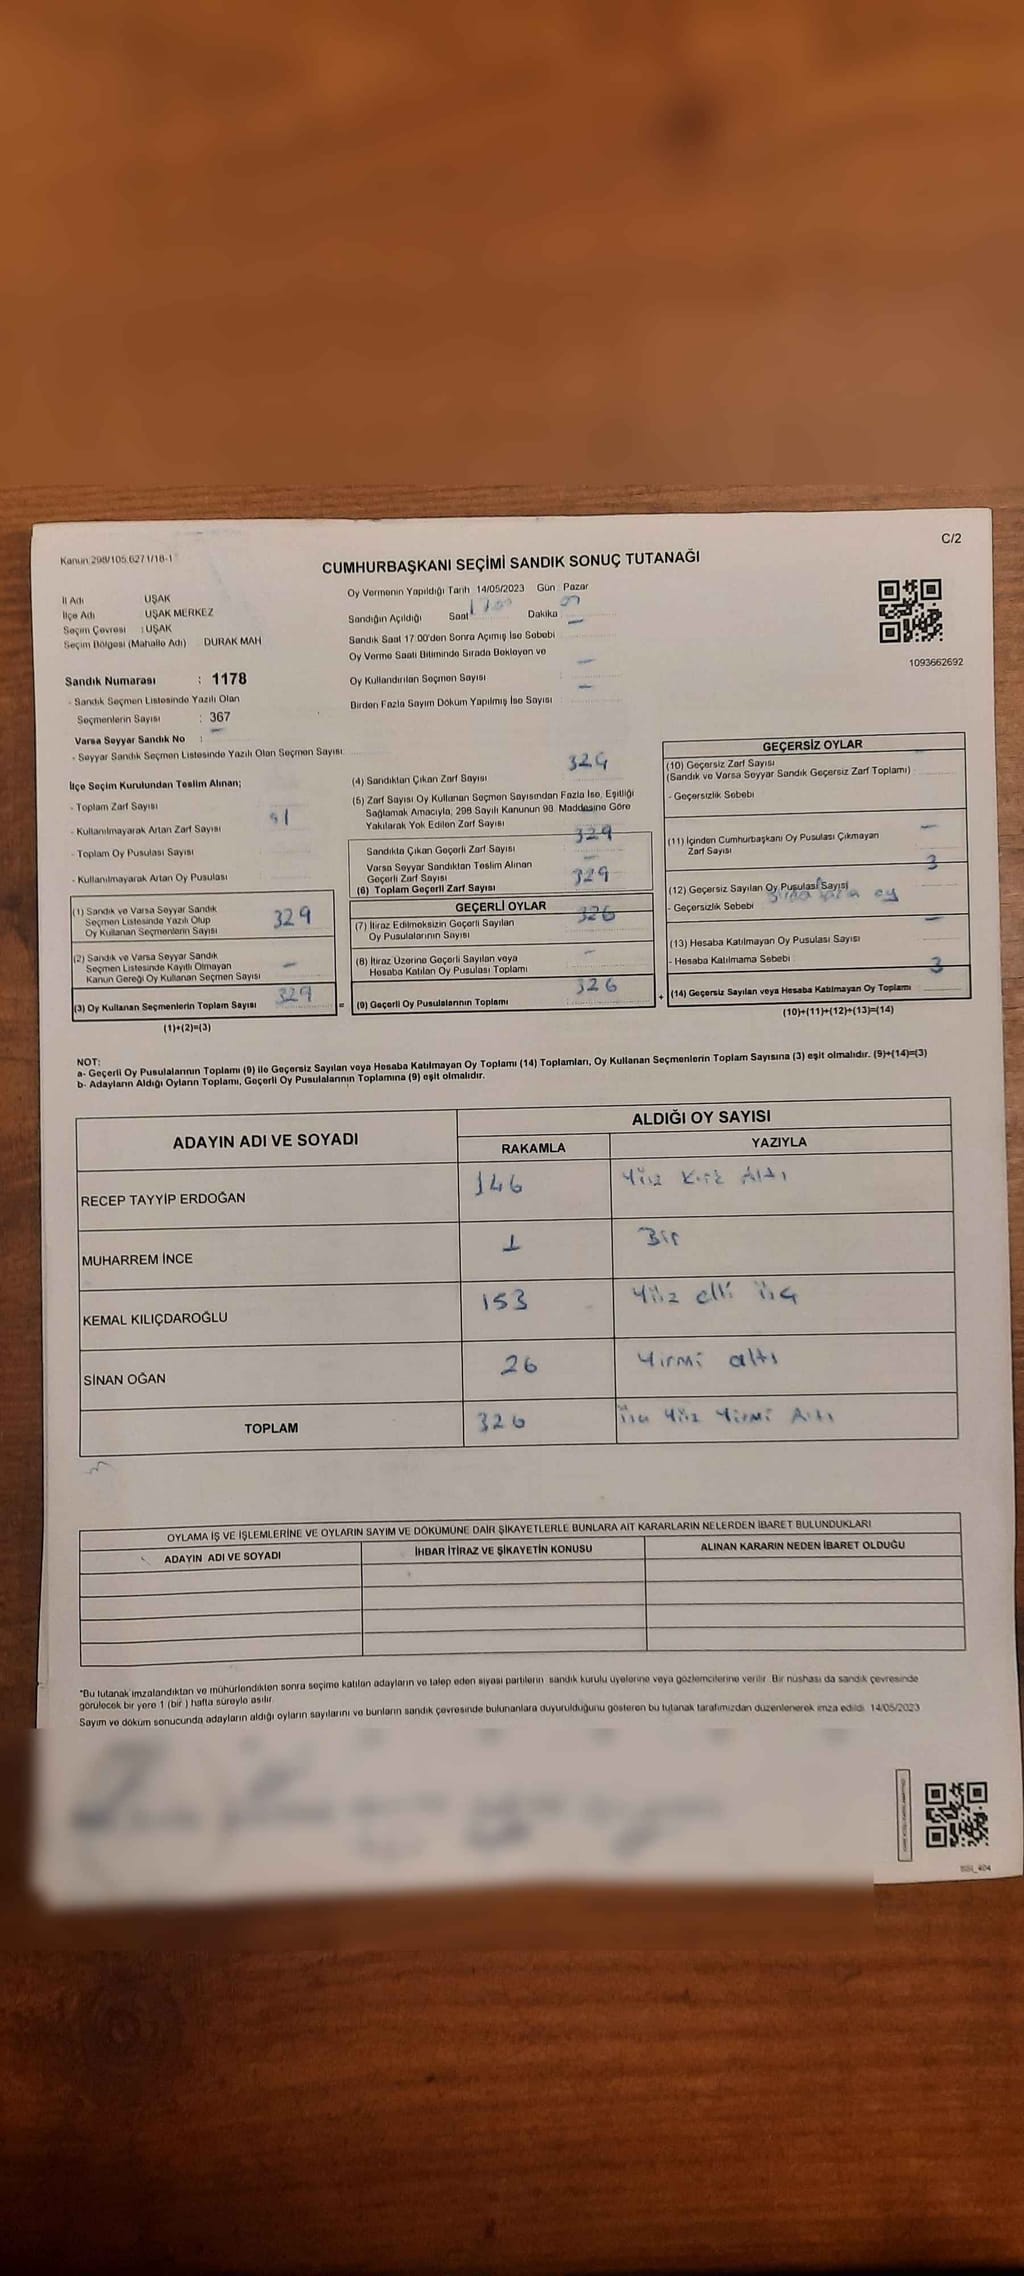 Kanun:298/105,6271/18-1
C/2
CUMHURBAŞKANI SEÇİMİ SANDIK SONUÇ TUTANAĞI
İl Adı UŞAK
İlçe Adı UŞAK MERKEZ
Seçim Çevresi : UŞAK
Seçim Bölgesi (Mahalle Adı) DURAK MAH
Oy Vermenin Yapıldığı Tarih 14/05/2023 Gün Pazar
Sandığın Açıldığı Saat 1700 Dakika
Sandık Saat 17:00'den Sonra Açımış İse Sebebi –
Oy Verme Saati Bitiminde Sırada Bekleyen ve
Oy Kullandırılan Seçmen Sayısı –
Birden Fazla Sayım Döküm Yapılmış İse Sayısı –
1093662692
Sandık Numarası : 1178
- Sandık Seçmen Listesinde Yazılı Olan
Seçmenlerin Sayısı : 367
Varsa Seyyar Sandık No : –
- Seyyar Sandık Seçmen Listesinde Yazılı Olan Seçmen Sayısı:
İlçe Seçim Kurulundan Teslim Alınan;
- Toplam Zarf Sayısı
- Kullanılmayarak Artan Zarf Sayısı
- Toplam Oy Pusulası Sayısı
- Kullanılmayarak Artan Oy Pusulası
(1) Sandık ve Varsa Seyyar Sandık
Seçmen Listesinde Yazılı Olup
Oy Kullanan Seçmenlerin Sayısı 329
(2) Sandık ve Varsa Seyyar Sandık
Seçmen Listesinde Kayıtlı Olmayan
Kanun Gereği Oy Kullanan Seçmen Sayısı –
(3) Oy Kullanan Seçmenlerin Toplam Sayısı 329 =
(1)+(2)=(3)
(4) Sandıktan Çıkan Zarf Sayısı 329
(5) Zarf Sayısı Oy Kullanan Seçmen Sayısından Fazla İse, Eşitliği
Sağlamak Amacıyla, 298 Sayılı Kanunun 98. Maddesine Göre
Yakılarak Yok Edilen Zarf Sayısı
Sandıkta Çıkan Geçerli Zarf Sayısı 329
Varsa Seyyar Sandıktan Teslim Alınan
Geçerli Zarf Sayısı –
(6) Toplam Geçerli Zarf Sayısı 329
GEÇERLİ OYLAR
(7) İtiraz Edilmeksizin Geçerli Sayılan
Oy Pusulalarının Sayısı 326
(8) İtiraz Üzerine Geçerli Sayılan veya
Hesaba Katılan Oy Pusulası Toplamı –
(9) Geçerli Oy Pusulalarının Toplamı 326 +
GEÇERSİZ OYLAR
(10) Geçersiz Zarf Sayısı
(Sandık ve Varsa Seyyar Sandık Geçersiz Zarf Toplamı)
- Geçersizlik Sebebi
(11) İçinden Cumhurbaşkanı Oy Pusulası Çıkmayan
Zarf Sayısı –
(12) Geçersiz Sayılan Oy Pusulası Sayısı 3
- Geçersizlik Sebebi oy
(13) Hesaba Katılmayan Oy Pusulası Sayısı –
- Hesaba Katılmama Sebebi
(14) Geçersiz Sayılan veya Hesaba Katılmayan Oy Toplamı 3
(10)+(11)+(12)+(13)=(14)
NOT:
a- Geçerli Oy Pusulalarının Toplamı (9) ile Geçersiz Sayılan veya Hesaba Katılmayan Oy Toplamı (14) Toplamları, Oy Kullanan Seçmenlerin Toplam Sayısına (3) eşit olmalıdır. (9)+(14)=(3)
b- Adayların Aldığı Oyların Toplamı, Geçerli Oy Pusulalarının Toplamına (9) eşit olmalıdır.
ADAYIN ADI VE SOYADI
ALDIĞI OY SAYISI
RAKAMLA YAZIYLA
RECEP TAYYİP ERDOĞAN 146 Yüz Kırk Altı
MUHARREM İNCE 1 Bir
KEMAL KILIÇDAROĞLU 153 Yüz elli üç
SİNAN OĞAN 26 Yirmi altı
TOPLAM 326 Üç Yüz Yirmi Altı
OYLAMA İŞ VE İŞLEMLERİNE VE OYLARIN SAYIM VE DÖKÜMÜNE DAİR ŞİKAYETLERLE BUNLARA AİT KARARLARIN NELERDEN İBARET BULUNDUKLARI
ADAYIN ADI VE SOYADI İHBAR İTİRAZ VE ŞİKAYETİN KONUSU ALINAN KARARIN NEDEN İBARET OLDUĞU
*Bu tutanak imzalandıktan ve mühürlendikten sonra seçime katılan adayların ve talep eden siyasi partilerin sandık kurulu üyelerine veya gözlemcilerine verilir. Bir nüshası da sandık çevresinde
görülecek bir yere 1 (bir ) hafta süreyle asılır.
Sayım ve döküm sonucunda adayların aldığı oyların sayılarını ve bunların sandık çevresinde bulunanlara duyurulduğunu gösteren bu tutanak tarafımızdan düzenlenerek imza edildi. 14/05/2023